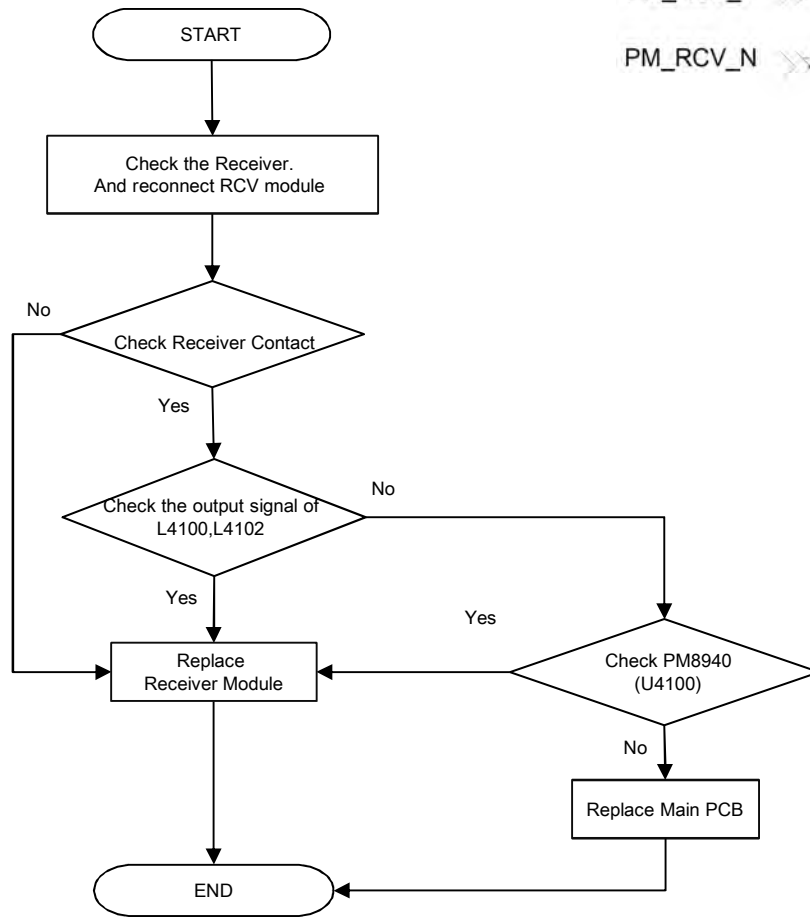 START
PM_RCV_N
Check the Receiver.
And reconnect RCV module
No
Check Receiver Contact
Yes
Check the output signal of
L4100,L4102
No
Yes
Yes
Replace
Receiver Module
Check PM8940
(U4100)
No
Replace Main PCB
END